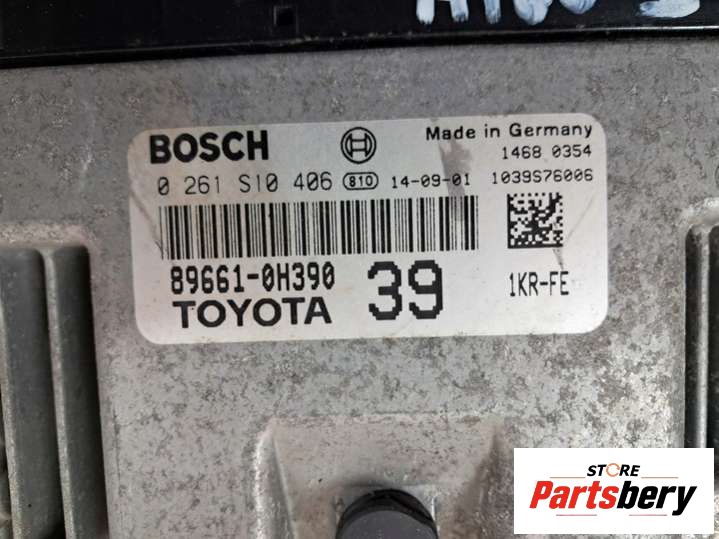 BOSCH
Made in Germany
1468 0354
0 261 S10 406 810 14-09-01 1039S76006
89661-0H390
TOYOTA
39
1KR-FE
STORE
Partsbery